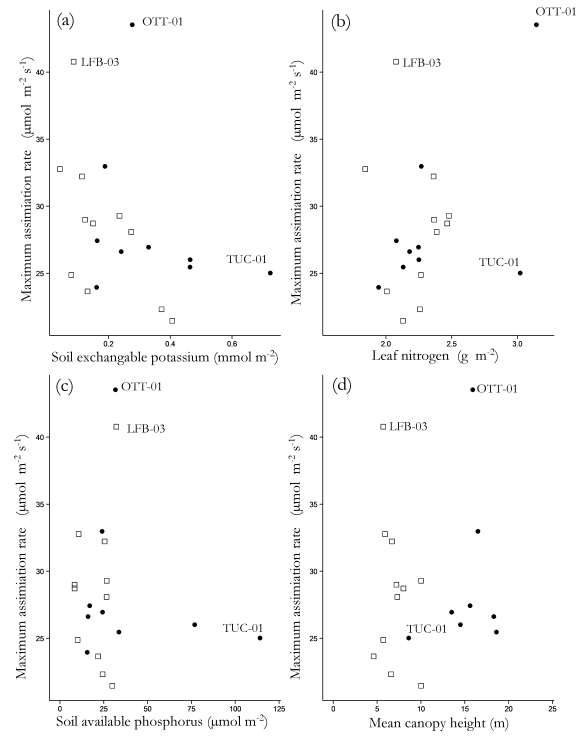 (a)
OTT-01
LFB-03
TUC-01
40
35
30
25
0
0.2
0.4
0.6
Maximum assimiation rate (µmol m-2 s-1)
Soil exchangable potassium (mmol m-2)
(b)
OTT-01
LFB-03
TUC-01
40
35
30
25
2.0
2.5
3.0
Maximum assimiation rate (µmol m-2 s-1)
Leaf nitrogen (g m-2)
(c)
OTT-01
LFB-03
TUC-01
40
35
30
25
0
25
50
75
100
125
Maximum assimiation rate (µmol m-2 s-1)
Soil available phosphorus (µmol m-2)
(d)
OTT-01
LFB-03
TUC-01
40
35
30
25
0
5
10
15
20
25
Maximum assimiation rate (µmol m-2 s-1)
Mean canopy height (m)